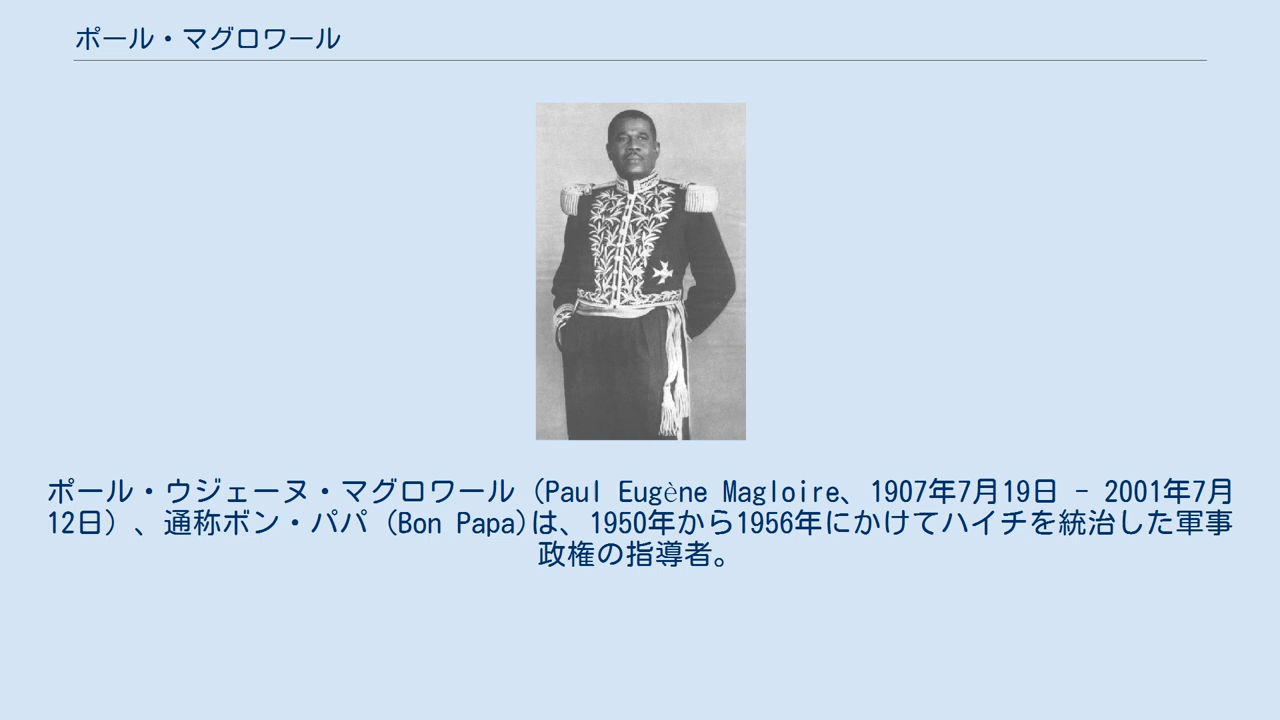 ポール・マグロワール
ポール・ウジェーヌ・マグロワール（Paul Eugène Magloire、1907年7月19日 - 2001年7月
12日）、通称ボン・パパ（Bon Papa)は、1950年から1956年にかけてハイチを統治した軍事
政権の指導者。